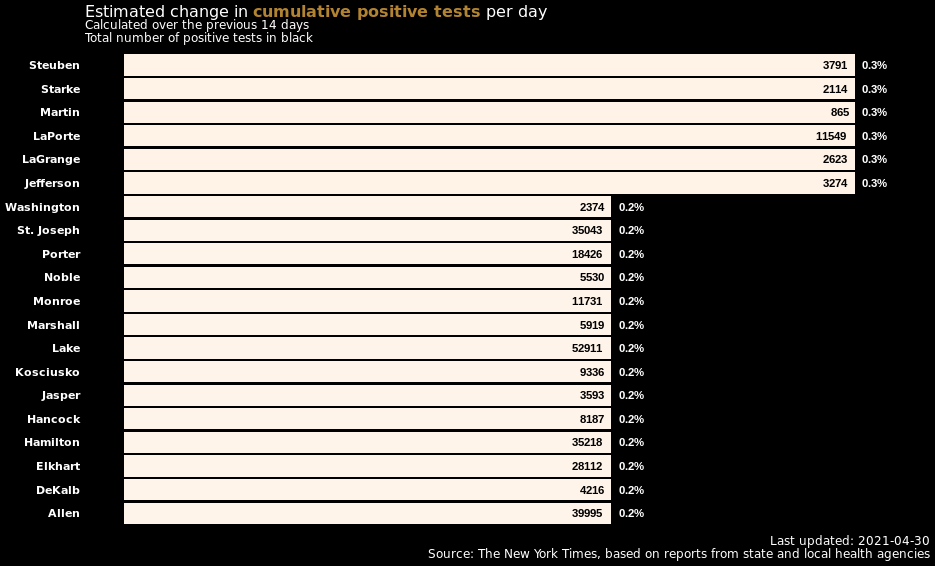 Estimated change in cumulative positive tests per day
Calculated over the previous 14 days
Total number of positive tests in black
Steuben 3791 0.3%
Starke 2114 0.3%
Martin 865 0.3%
LaPorte 11549 0.3%
LaGrange 2623 0.3%
Jefferson 3274 0.3%
Washington 2374 0.2%
St. Joseph 35043 0.2%
Porter 18426 0.2%
Noble 5530 0.2%
Monroe 11731 0.2%
Marshall 5919 0.2%
Lake 52911 0.2%
Kosciusko 9336 0.2%
Jasper 3593 0.2%
Hancock 8187 0.2%
Hamilton 35218 0.2%
Elkhart 28112 0.2%
DeKalb 4216 0.2%
Allen 39995 0.2%
Last updated: 2021-04-30
Source: The New York Times, based on reports from state and local health agencies